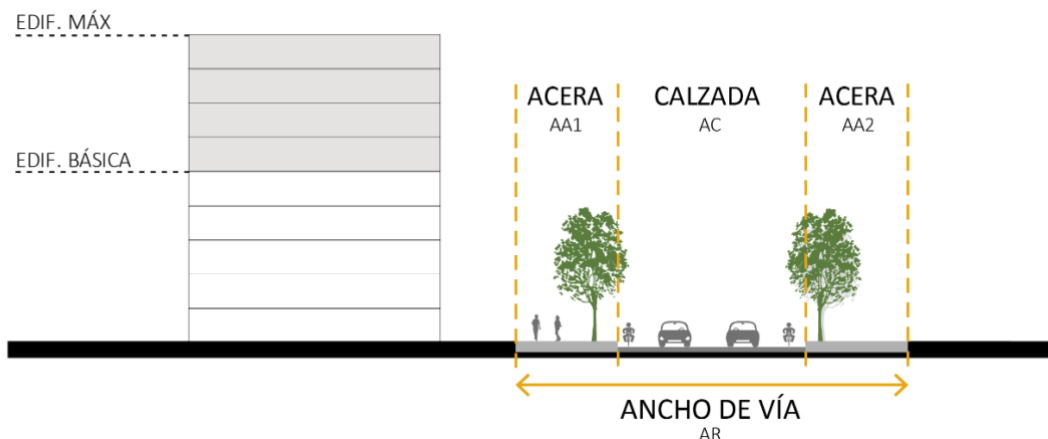 EDIF. MÁX
EDIF. BÁSICA
ACERA
AA1
CALZADA
AC
ACERA
AA2
ANCHO DE VÍA
AR